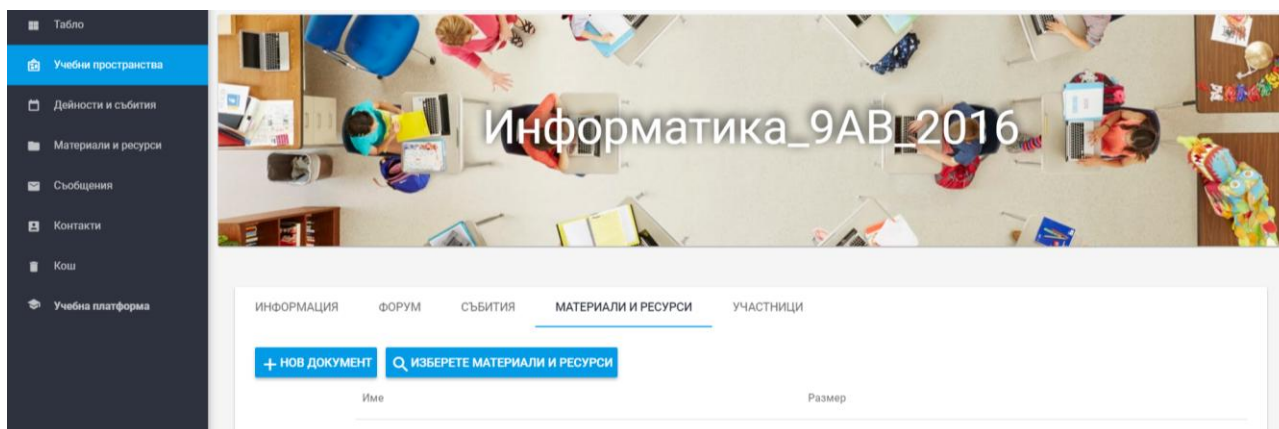 Табло
Учебни пространства
Дейности и събития
Материали и ресурси
Съобщения
Контакти
Кош
Учебна платформа
Информатика_9АВ_2016
ИНФОРМАЦИЯ ФОРУМ СЪБИТИЯ МАТЕРИАЛИ И РЕСУРСИ УЧАСТНИЦИ
+ НОВ ДОКУМЕНТ ИЗБЕРЕТЕ МАТЕРИАЛИ И РЕСУРСИ
Име Размер